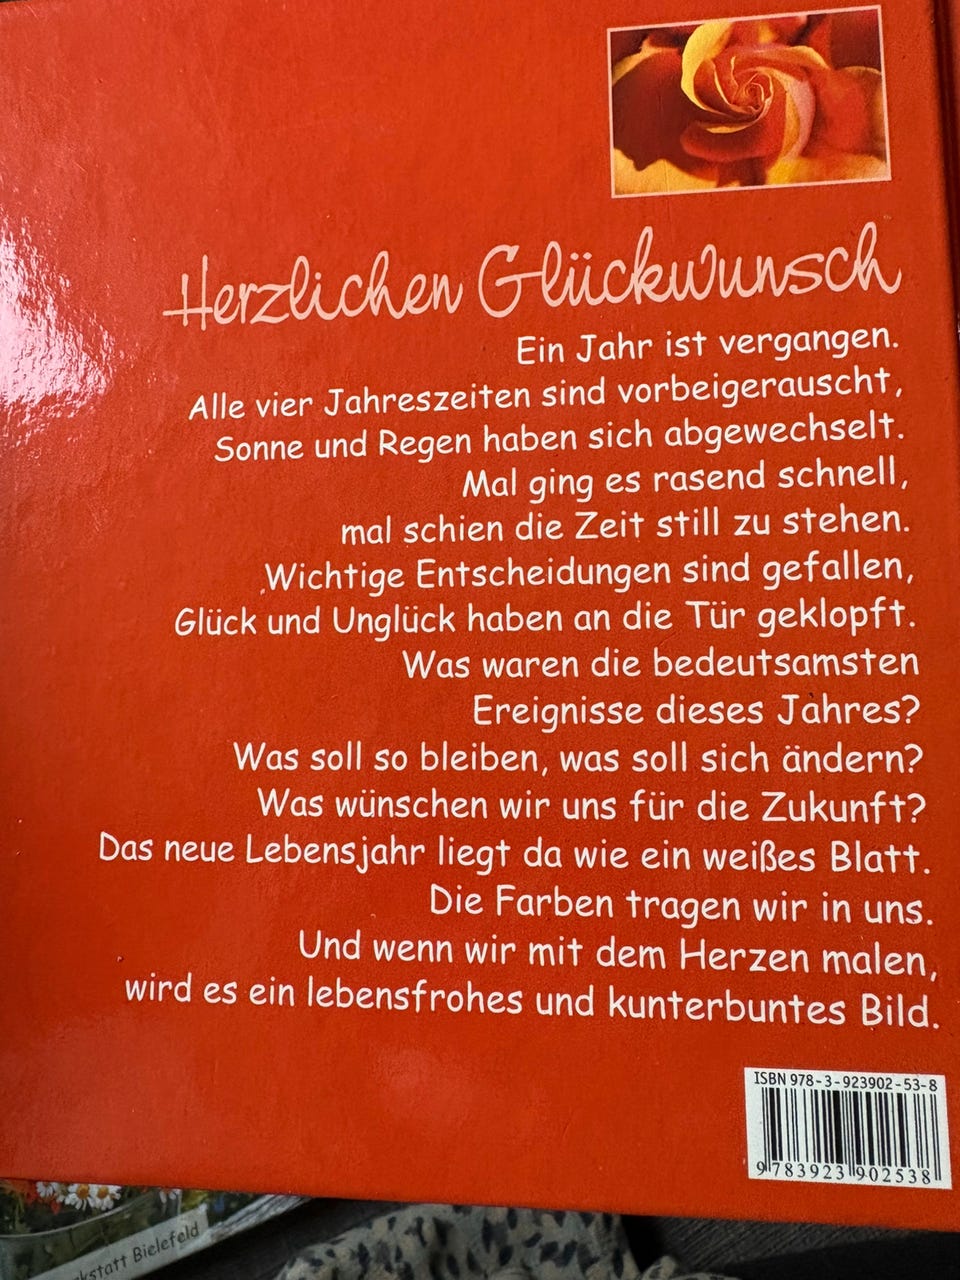 Herzlichen Glückwunsch
Ein Jahr ist vergangen.
Alle vier Jahreszeiten sind vorbeigerauscht,
Sonne und Regen haben sich abgewechselt.
Mal ging es rasend schnell,
mal schien die Zeit still zu stehen.
Wichtige Entscheidungen sind gefallen,
Glück und Unglück haben an die Tür geklopft.
Was waren die bedeutsamsten
Ereignisse dieses Jahres?
Was soll so bleiben, was soll sich ändern?
Was wünschen wir uns für die Zukunft?
Das neue Lebensjahr liegt da wie ein weißes Blatt.
Die Farben tragen wir in uns.
Und wenn wir mit dem Herzen malen,
wird es ein lebensfrohes und kunterbuntes Bild.
ISBN 978-3-923902-53-8
9 783923 902538
Bielefeld